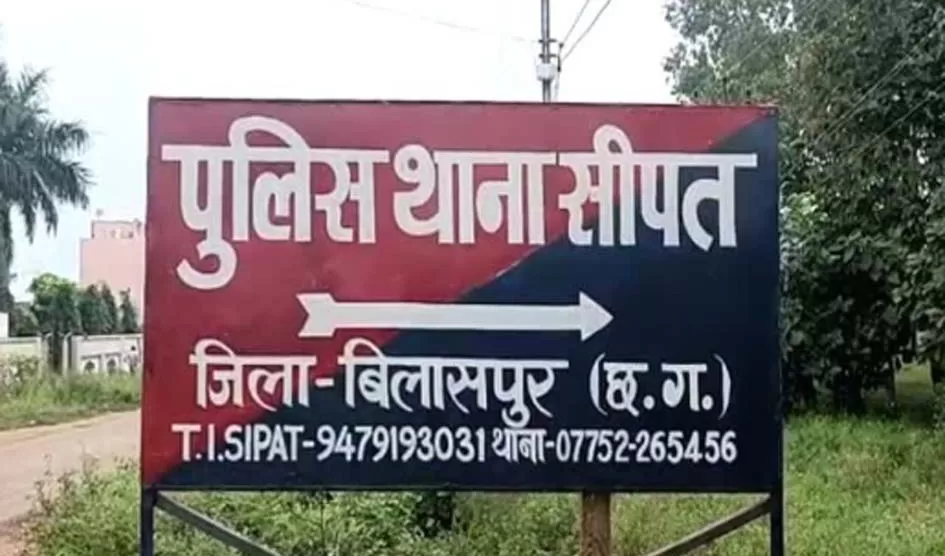 पुलिस थाना सीपत
जिला-बिलासपुर (छ.ग.)
T.I.SIPAT-9479193031 थाना-07752-265456